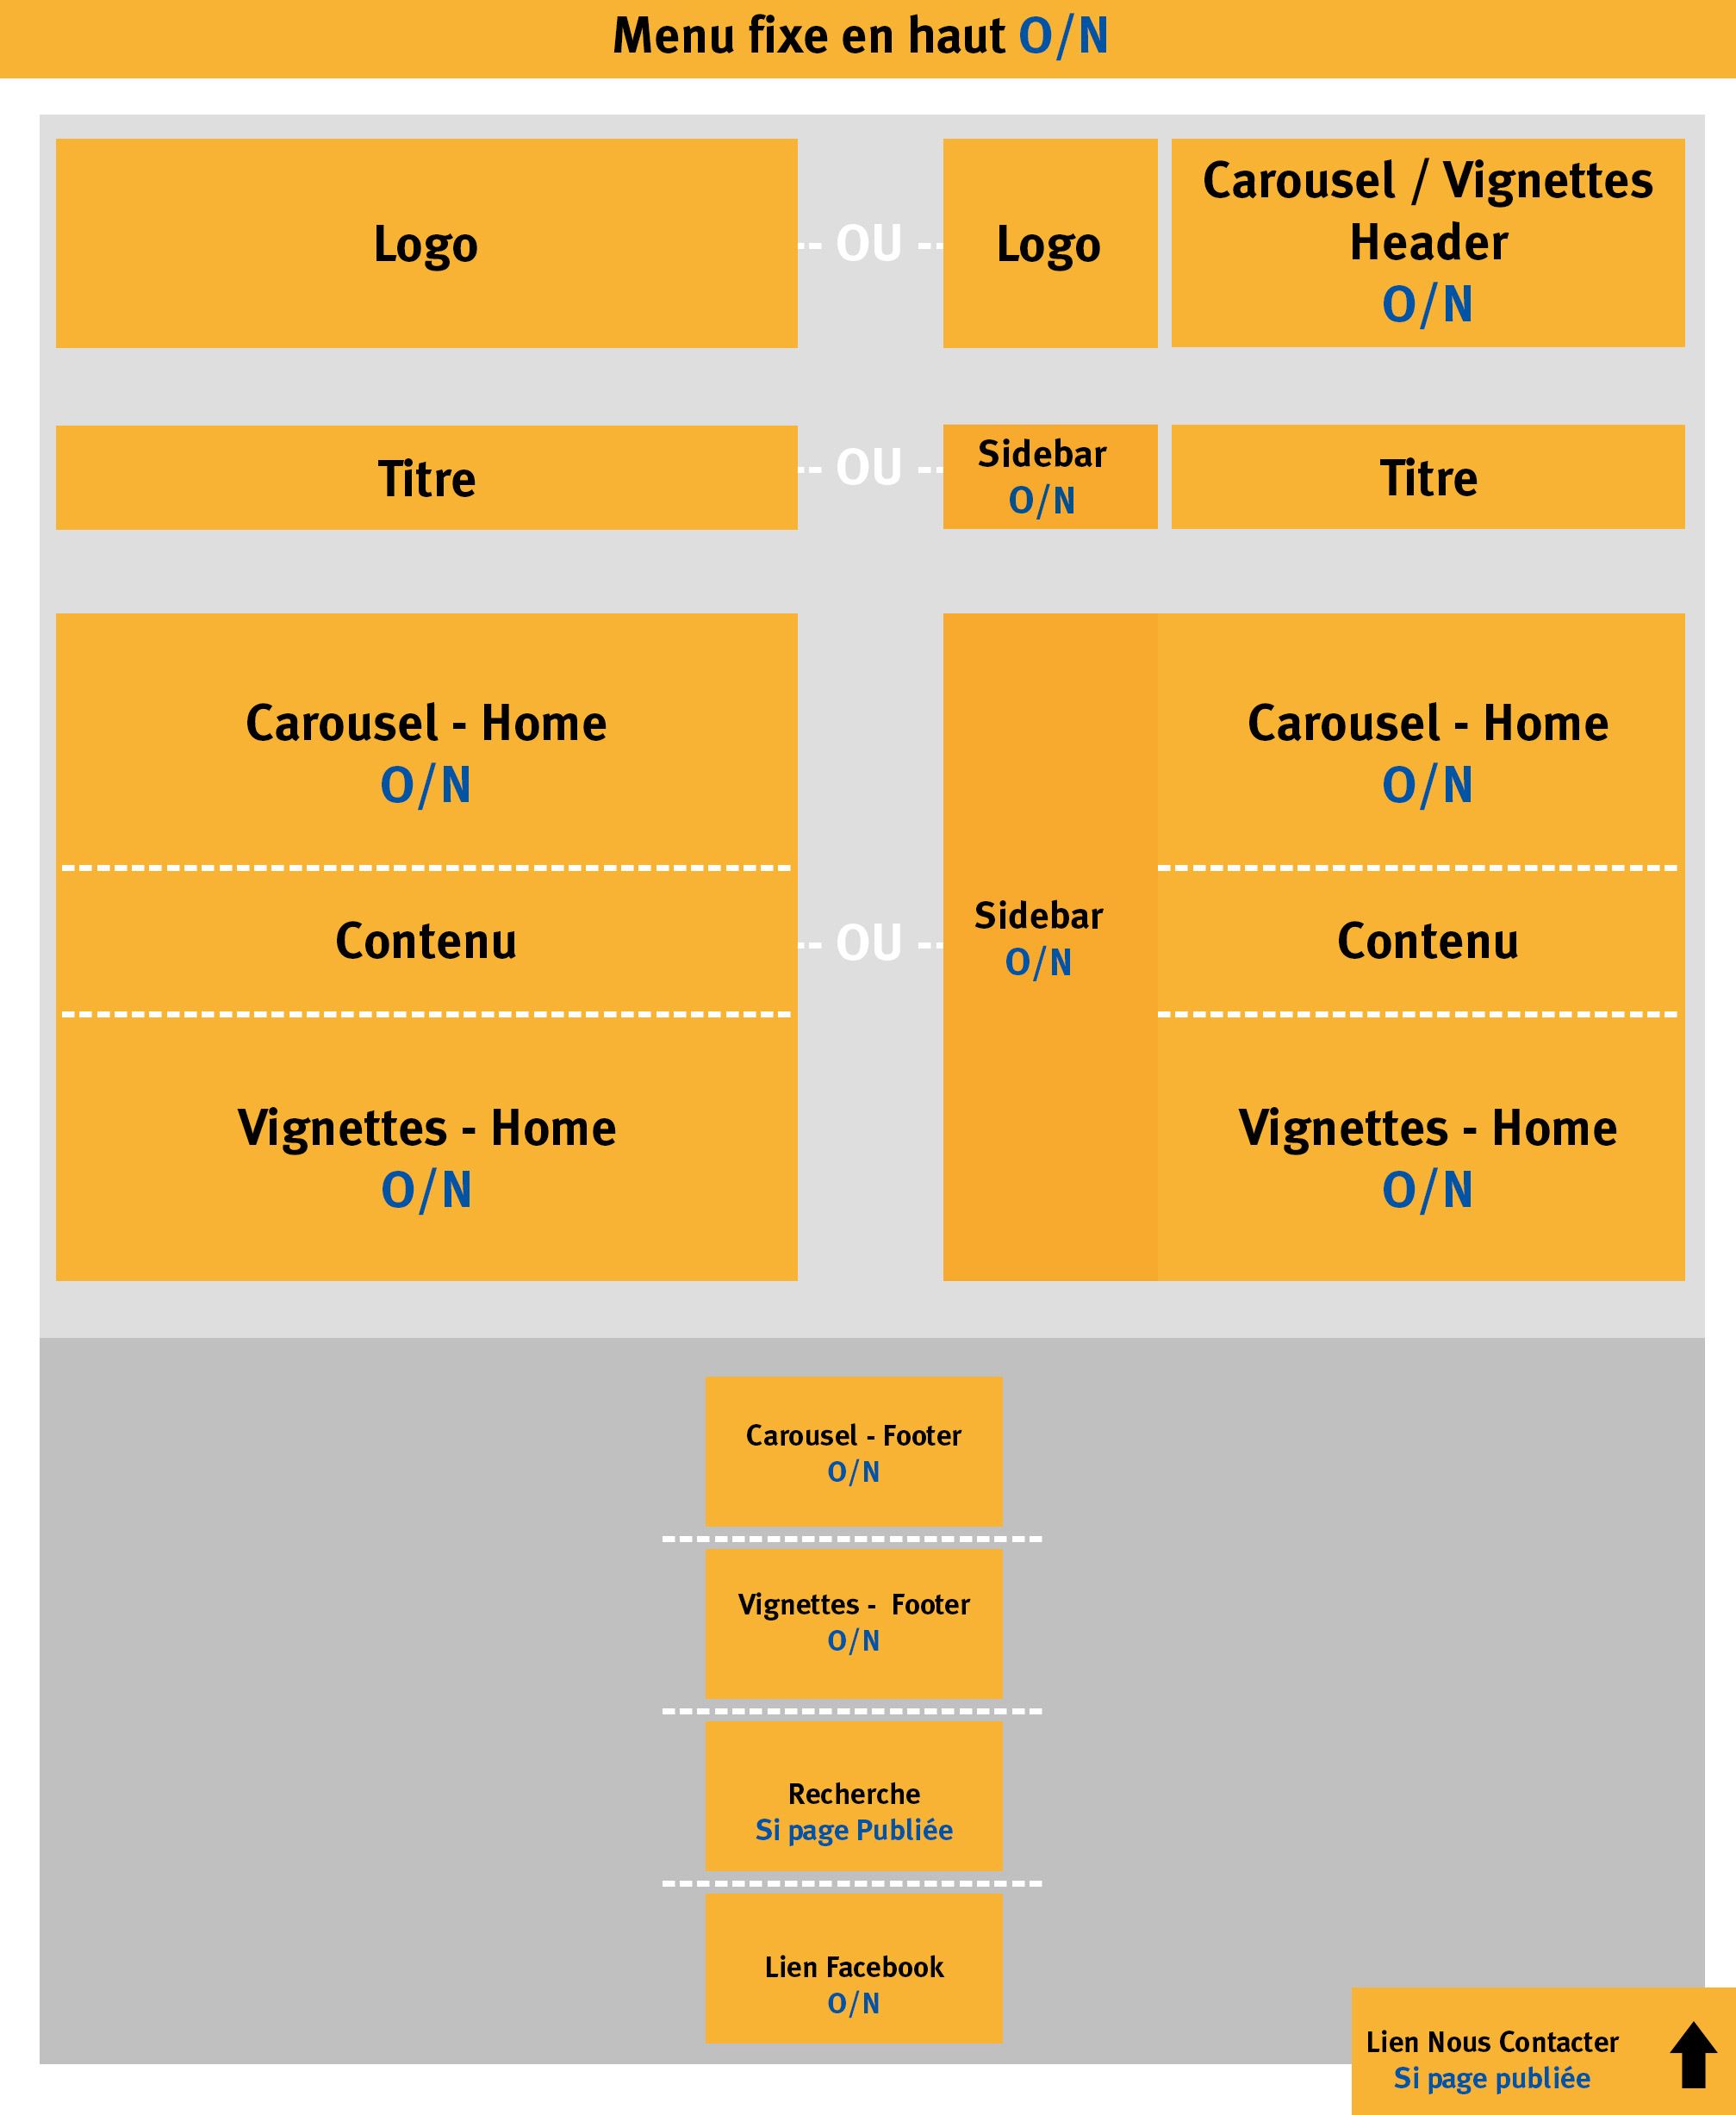 Menu fixe en haut O/N
Logo
OU
Logo
Carousel / Vignettes
Header
O/N
Titre
OU
Sidebar
O/N
Titre
Carousel - Home
O/N
Contenu
Vignettes - Home
O/N
OU
Sidebar
O/N
Carousel - Home
O/N
Contenu
Vignettes - Home
O/N
Carousel - Footer
O/N
Vignettes - Footer
O/N
Recherche
Si page Publiée
Lien Facebook
O/N
Lien Nous Contacter
Si page publiée